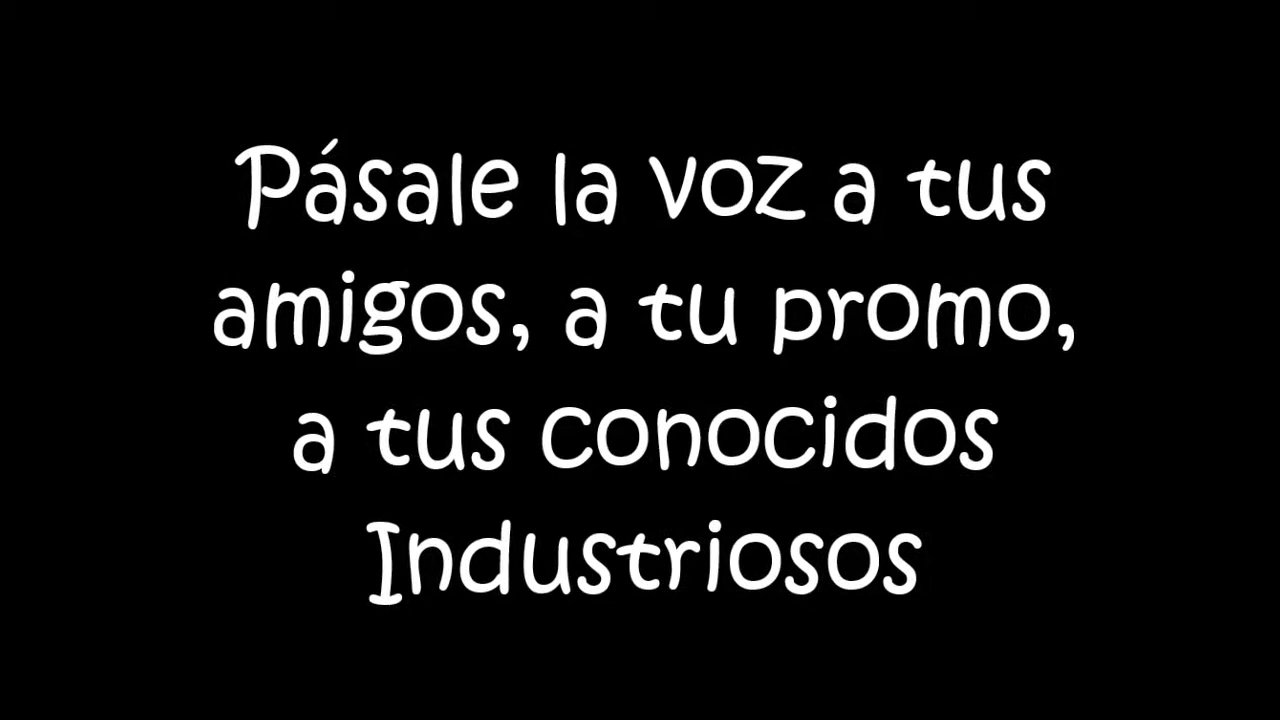 Pásale la voz a tus
amigos, a tu promo,
a tus conocidos
Industriosos